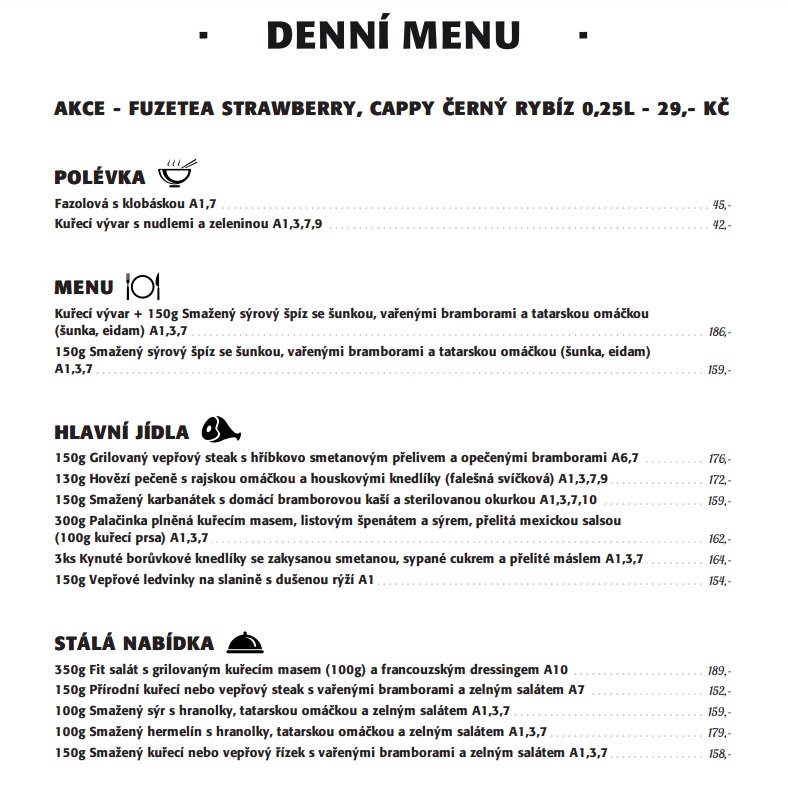 DENNÍ MENU
AKCE - FUZETEA STRAWBERRY, CAPPY ČERNÝ RYBÍZ 0,25L - 29,- KČ
POLÉVKA
Fazolová s klobáskou A1,7 45,-
Kuřecí vývar s nudlemi a zeleninou A1,3,7,9 42,-
MENU
Kuřecí vývar + 150g Smažený sýrový špíz se šunkou, vařenými bramborami a tatarskou omáčkou
(šunka, eidam) A1,3,7 186,-
150g Smažený sýrový špíz se šunkou, vařenými bramborami a tatarskou omáčkou (šunka, eidam)
A1,3,7 159,-
HLAVNÍ JÍDLA
150g Grilovaný vepřový steak s hříbkovo smetanovým přelivem a opečenými bramborami A6,7 176,-
130g Hovězí pečeně s rajskou omáčkou a houskovými knedlíky (falešná svíčková) A1,3,7,9 172,-
150g Smažený karbanátek s domácí bramborovou kaší a sterilovanou okurkou A1,3,7,10 159,-
300g Palačinka plněná kuřecím masem, listovým špenátem a sýrem, přelitá mexickou salsou
(100g kuřecí prsa) A1,3,7 162,-
3ks Kynuté borůvkové knedlíky se zakysanou smetanou, sypané cukrem a přelité máslem A1,3,7 164,-
150g Vepřové ledvinky na slanině s dušenou rýží A1 154,-
STÁLÁ NABÍDKA
350g Fit salát s grilovaným kuřecím masem (100g) a francouzským dressingem A10 189,-
150g Přírodní kuřecí nebo vepřový steak s vařenými bramborami a zelným salátem A7 152,-
100g Smažený sýr s hranolky, tatarskou omáčkou a zelným salátem A1,3,7 159,-
100g Smažený hermelín s hranolky, tatarskou omáčkou a zelným salátem A1,3,7 179,-
150g Smažený kuřecí nebo vepřový řízek s vařenými bramborami a zelným salátem A1,3,7 158,-